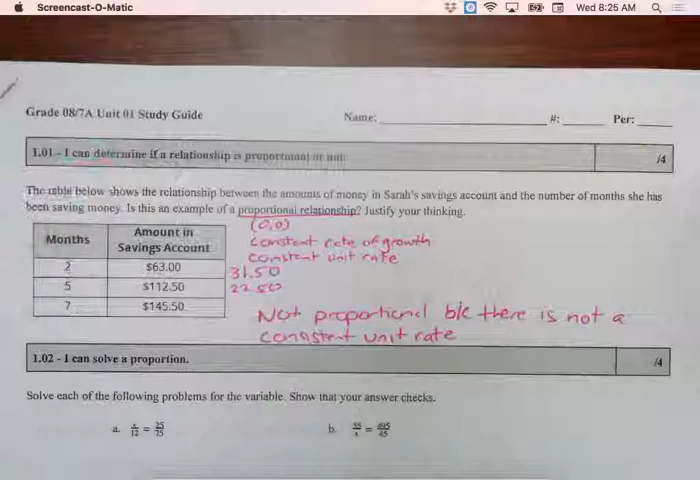 Screencast-O-Matic
Wed 8:25 AM
Grade 08/7A Unit 01 Study Guide Name: #: Per:
1.01 - I can determine if a relationship is proportional or not. /4
The table below shows the relationship between the amounts of money in Sarah's savings account and the number of months she has
been saving money. Is this an example of a proportional relationship? Justify your thinking.
(0,0)
constant rate of growth
constant unit rate
Months Amount in
Savings Account
2 $63.00 31.50
5 $112.50 22.50
7 $145.50
Not proportional b/c there is not a
constant unit rate
1.02 - I can solve a proportion. /4
Solve each of the following problems for the variable. Show that your answer checks.
a. /12 = 25/75 b. 55/ = /45